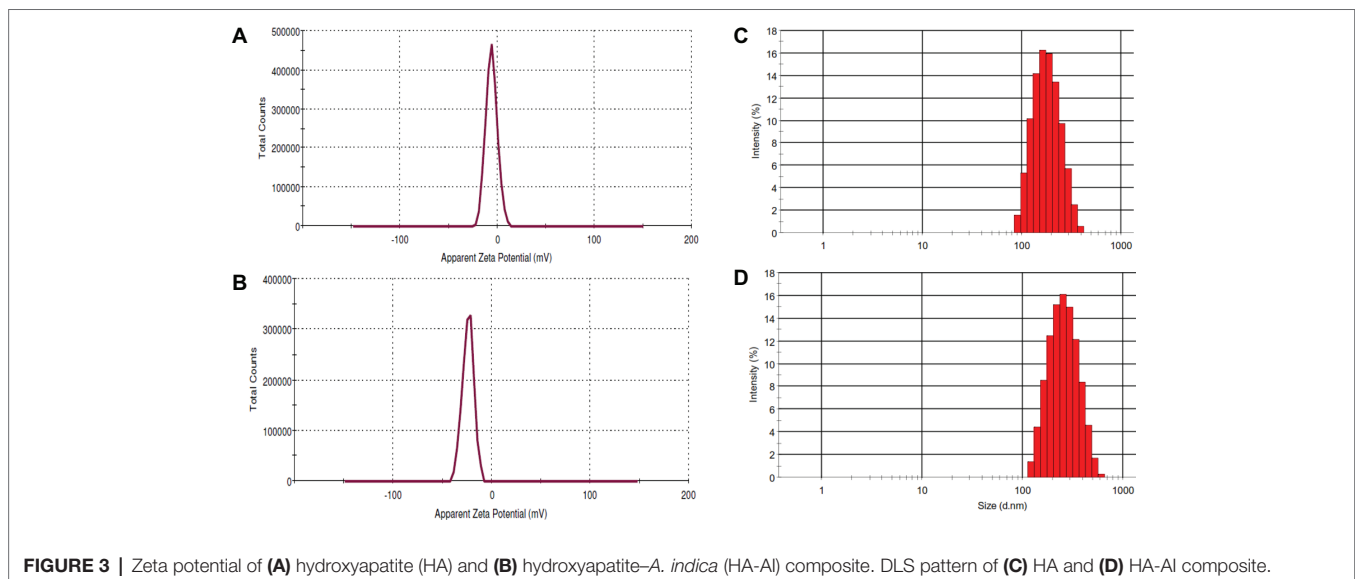 A
500000
400000
300000
200000
100000
0
Total Counts
-100 0 100 200
Apparent Zeta Potential (mV)
B
400000
300000
200000
100000
0
Total Counts
-100 0 100 200
Apparent Zeta Potential (mV)
C
18
16
14
12
10
8
6
4
2
0
Intensity (%)
1 10 100 1000
D
18
16
14
12
10
8
6
4
2
0
Intensity (%)
1 10 100 1000
Size (d.nm)
FIGURE 3 | Zeta potential of (A) hydroxyapatite (HA) and (B) hydroxyapatite–A. indica (HA-AI) composite. DLS pattern of (C) HA and (D) HA-AI composite.